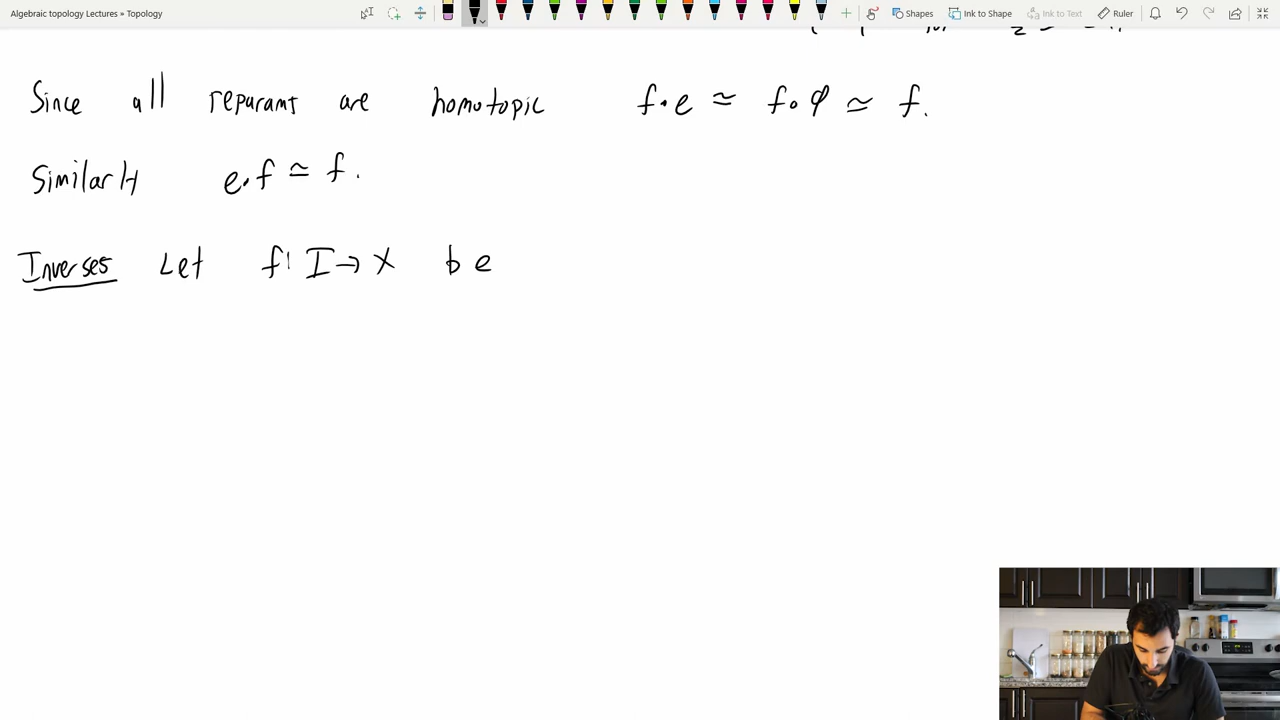 Algebraic topology Lectures » Topology
Shapes
Ink to Shape
Ink to Text
Ruler
Since all reparams are homotopic f·e ≃ f∘φ ≃ f.
Similarly e·f ≃ f.
Inverses Let f: I → X be